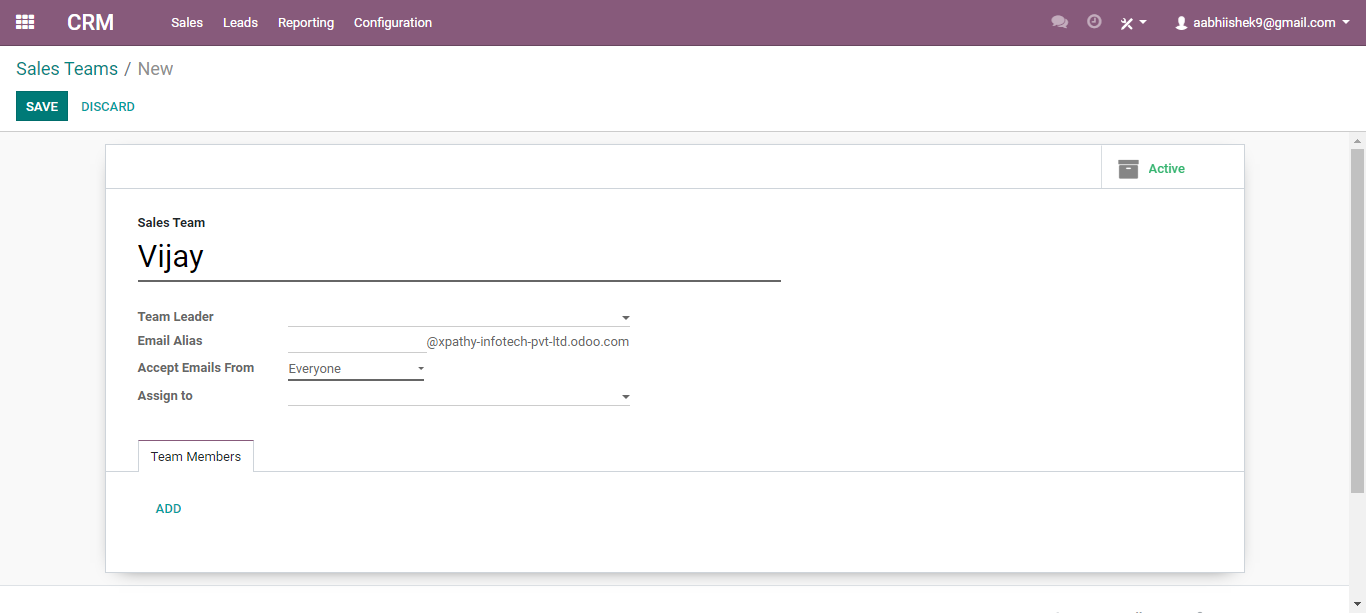 CRM Sales Leads Reporting Configuration aabhiishek9@gmail.com
Sales Teams / New
SAVE DISCARD
Active
Sales Team
Vijay
Team Leader
Email Alias @xpathy-infotech-pvt-ltd.odoo.com
Accept Emails From Everyone
Assign to
Team Members
ADD